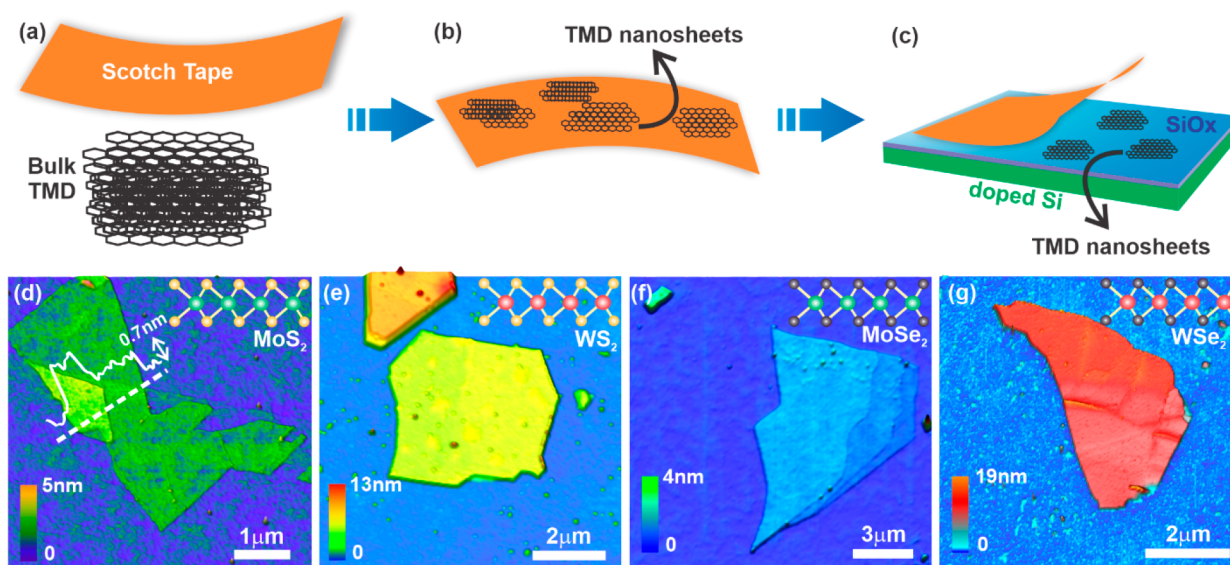 (a)
Scotch Tape
Bulk
TMD
(b)
TMD nanosheets
(c)
SiOx
doped Si
TMD nanosheets
(d)
MoS2
0.7nm
5nm
0
1μm
(e)
WS2
13nm
0
2μm
(f)
MoSe2
4nm
0
3μm
(g)
WSe2
19nm
0
2μm